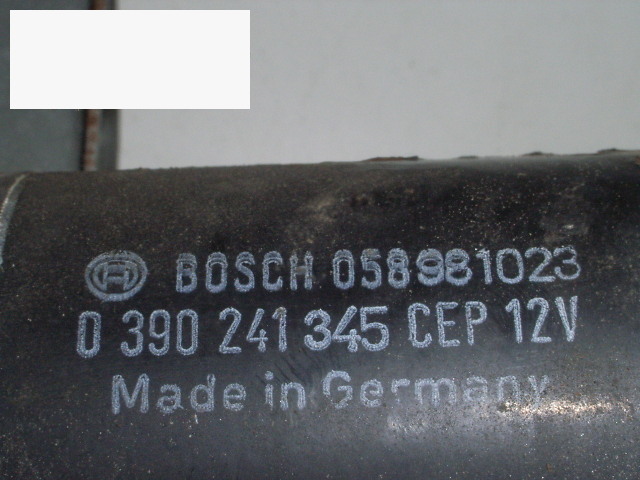 BOSCH 058981023
0 390 241 345 CEP 12V
Made in Germany